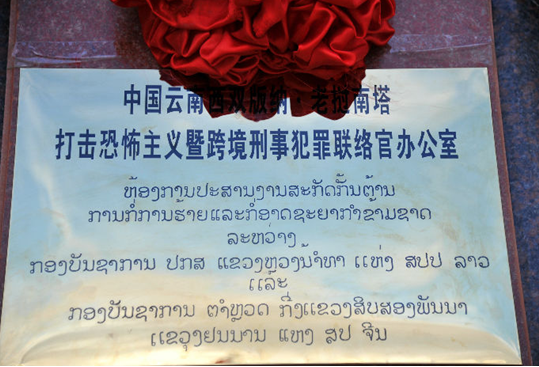 中国云南西双版纳·老挝南塔
打击恐怖主义暨跨境刑事犯罪联络官办公室
ຫ້ອງການປະສານງານສະກັດກັ້ນຕ້ານ
ການກໍ່ການຮ້າຍແລະກໍ່ອາດຊະຍາກຳຂ້າມຊາດ
ລະຫວ່າງ
ກອງບັນຊາການ ປກສ ແຂວງຫຼວງນ້ຳທາ ແຫ່ງ ສປປ ລາວ
ແລະ
ກອງບັນຊາການ ຕຳຫຼວດ ກິ່ງແຂວງສິບສອງພັນນາ
ແຂວງຢນນານ ແຫງ ສປ ຈີນ